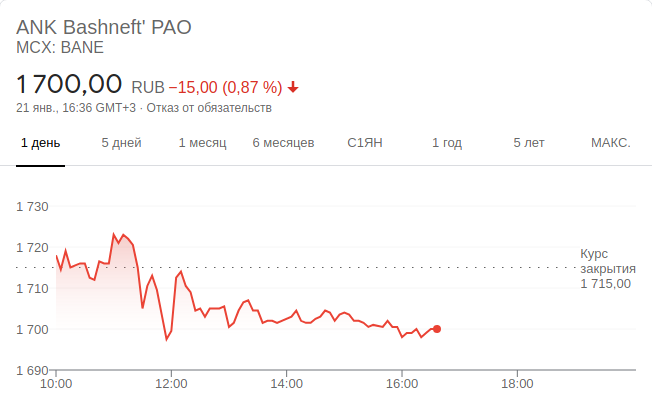 ANK Bashneft' PAO
MCX: BANE
1 700,00 RUB −15,00 (0,87 %)
21 янв., 16:36 GMT+3 · Отказ от обязательств
1 день 5 дней 1 месяц 6 месяцев С1ЯН 1 год 5 лет МАКС.
1 730
1 720
Курс
закрытия
1 715,00
1 710
1 700
1 690
10:00 12:00 14:00 16:00 18:00